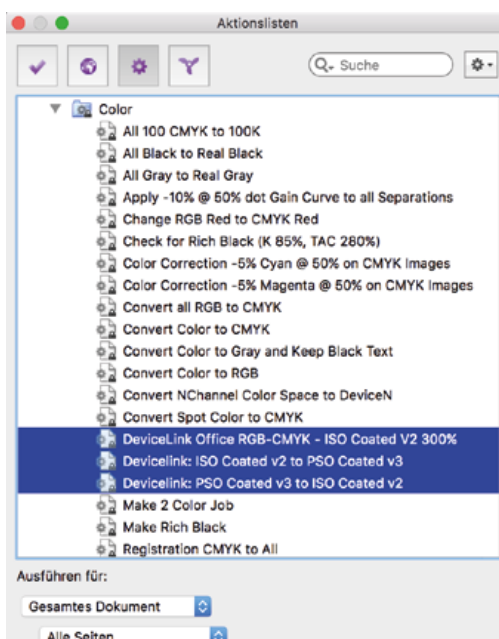 Aktionslisten
Suche
Color
All 100 CMYK to 100K
All Black to Real Black
All Gray to Real Gray
Apply -10% @ 50% dot Gain Curve to all Separations
Change RGB Red to CMYK Red
Check for Rich Black (K 85%, TAC 280%)
Color Correction -5% Cyan @ 50% on CMYK Images
Color Correction -5% Magenta @ 50% on CMYK Images
Convert all RGB to CMYK
Convert Color to CMYK
Convert Color to Gray and Keep Black Text
Convert Color to RGB
Convert NChannel Color Space to DeviceN
Convert Spot Color to CMYK
DeviceLink Office RGB-CMYK - ISO Coated V2 300%
Devicelink: ISO Coated v2 to PSO Coated v3
Devicelink: PSO Coated v3 to ISO Coated v2
Make 2 Color Job
Make Rich Black
Registration CMYK to All
Ausführen für:
Gesamtes Dokument
Alle Seiten